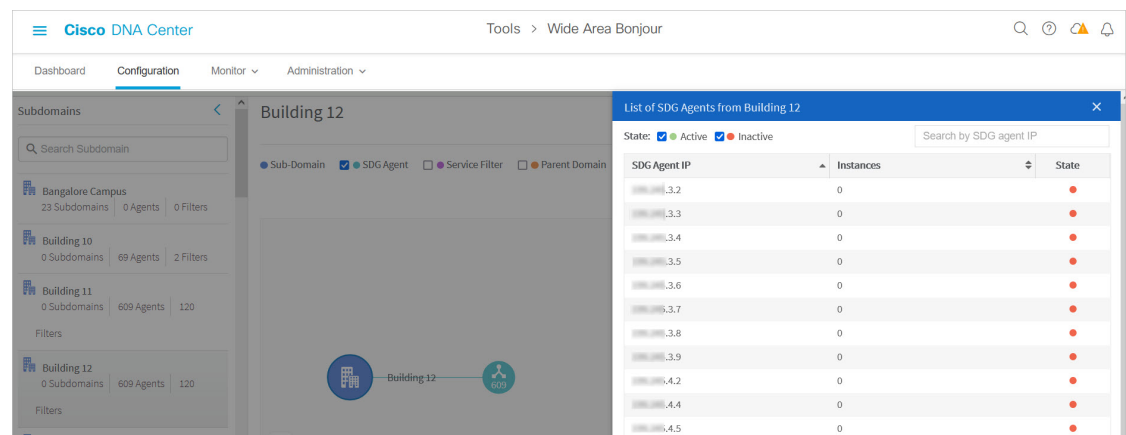 Cisco DNA Center
Tools > Wide Area Bonjour
Dashboard Configuration Monitor Administration
Subdomains
Search Subdomain
Bangalore Campus
23 Subdomains 0 Agents 0 Filters
Building 10
0 Subdomains 69 Agents 2 Filters
Building 11
0 Subdomains 609 Agents 120
Filters
Building 12
0 Subdomains 609 Agents 120
Filters
Building 12
Sub-Domain SDG Agent Service Filter Parent Domain
Building 12
609
List of SDG Agents from Building 12
State: Active Inactive Search by SDG agent IP
SDG Agent IP Instances State
.3.2 0
.3.3 0
.3.4 0
.3.5 0
.3.6 0
.3.7 0
.3.8 0
.3.9 0
.4.2 0
.4.4 0
.4.5 0